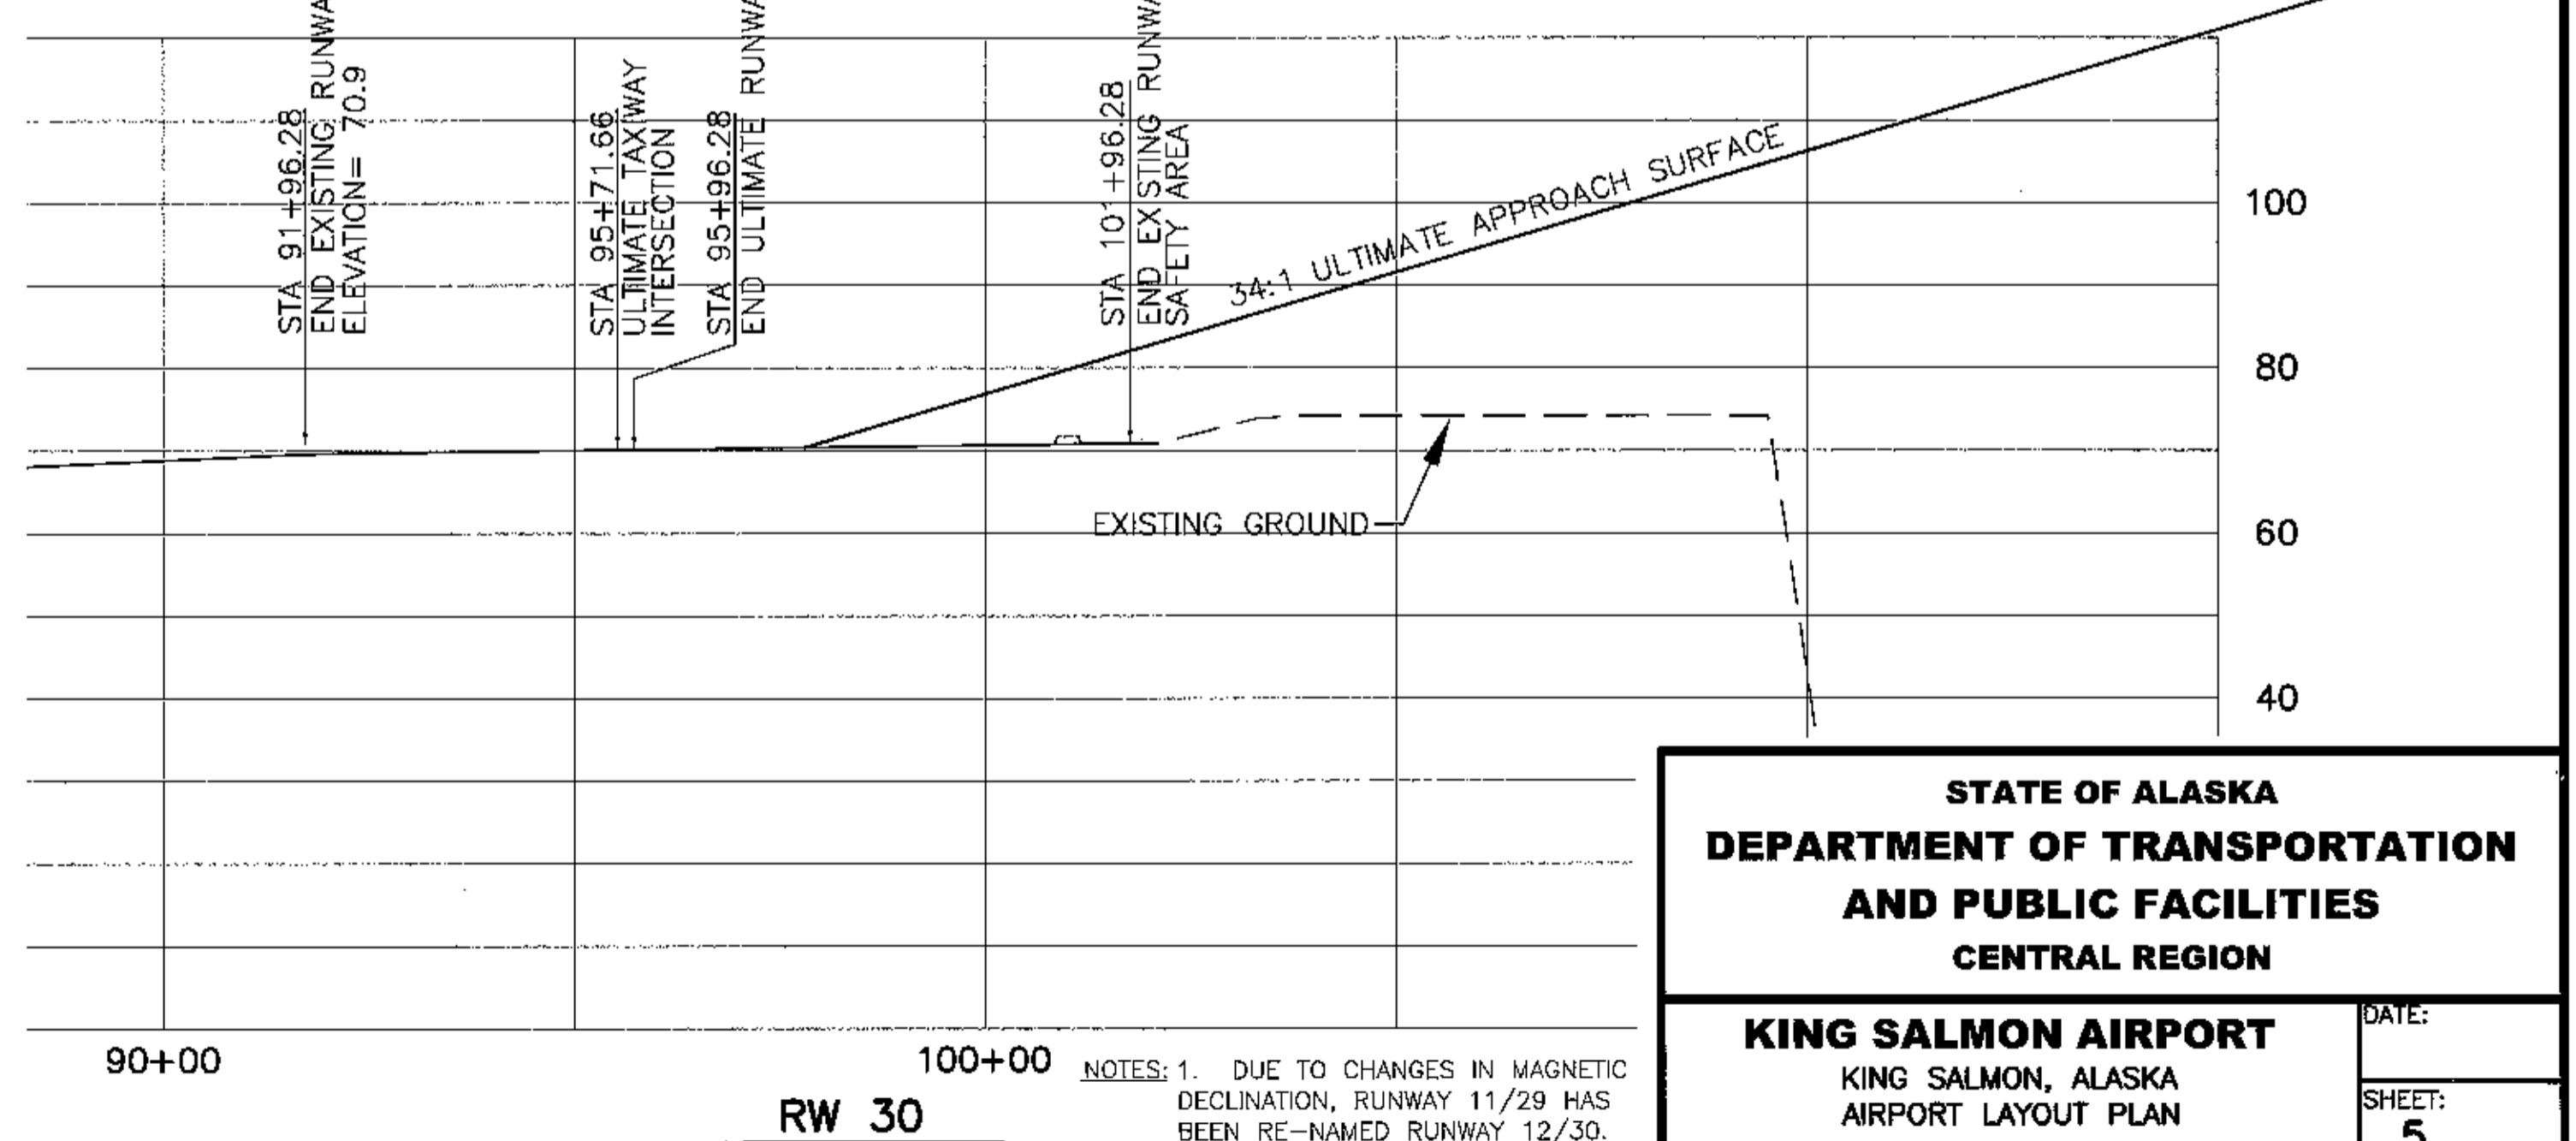 STA 91+96.28
END EXISTING RUNWA
ELEVATION= 70.9
STA 95+71.66
ULTIMATE TAXIWAY
INTERSECTION
STA 95+96.28
END ULTIMATE RUNWA
STA 101+96.28
END EXISTING RUNWA
SAFETY AREA
34:1 ULTIMATE APPROACH SURFACE
100
80
60
40
EXISTING GROUND
90+00
100+00
RW 30
NOTES: 1. DUE TO CHANGES IN MAGNETIC
DECLINATION, RUNWAY 11/29 HAS
BEEN RE-NAMED RUNWAY 12/30.
STATE OF ALASKA
DEPARTMENT OF TRANSPORTATION
AND PUBLIC FACILITIES
CENTRAL REGION
KING SALMON AIRPORT
KING SALMON, ALASKA
AIRPORT LAYOUT PLAN
DATE:
SHEET:
5